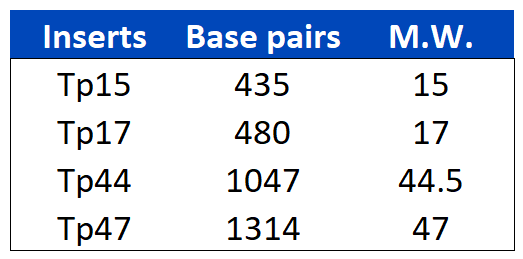 Inserts Base pairs M.W.
Tp15 435 15
Tp17 480 17
Tp44 1047 44.5
Tp47 1314 47